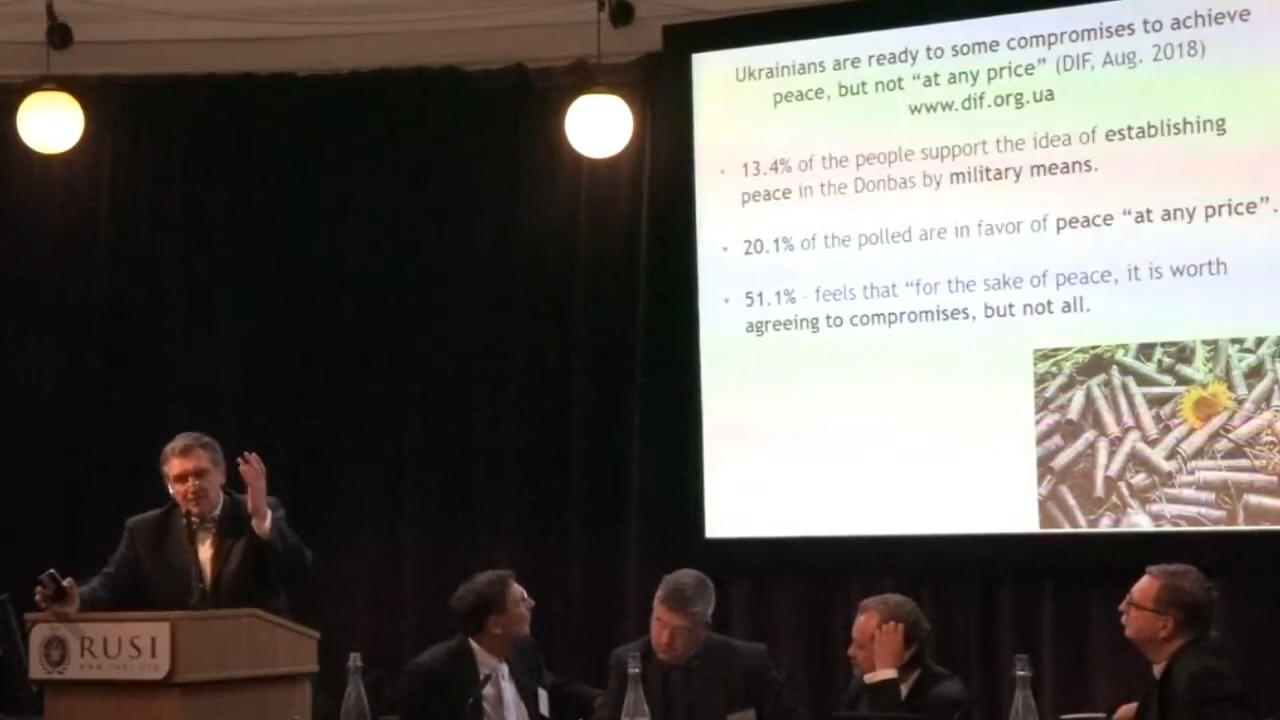 Ukrainians are ready to some compromises to achieve
peace, but not “at any price” (DIF, Aug. 2018)
www.dif.org.ua
• 13.4% of the people support the idea of establishing
peace in the Donbas by military means.
• 20.1% of the polled are in favor of peace “at any price”.
• 51.1% - feels that “for the sake of peace, it is worth
agreeing to compromises, but not all.
RUSI
www.rusi.org